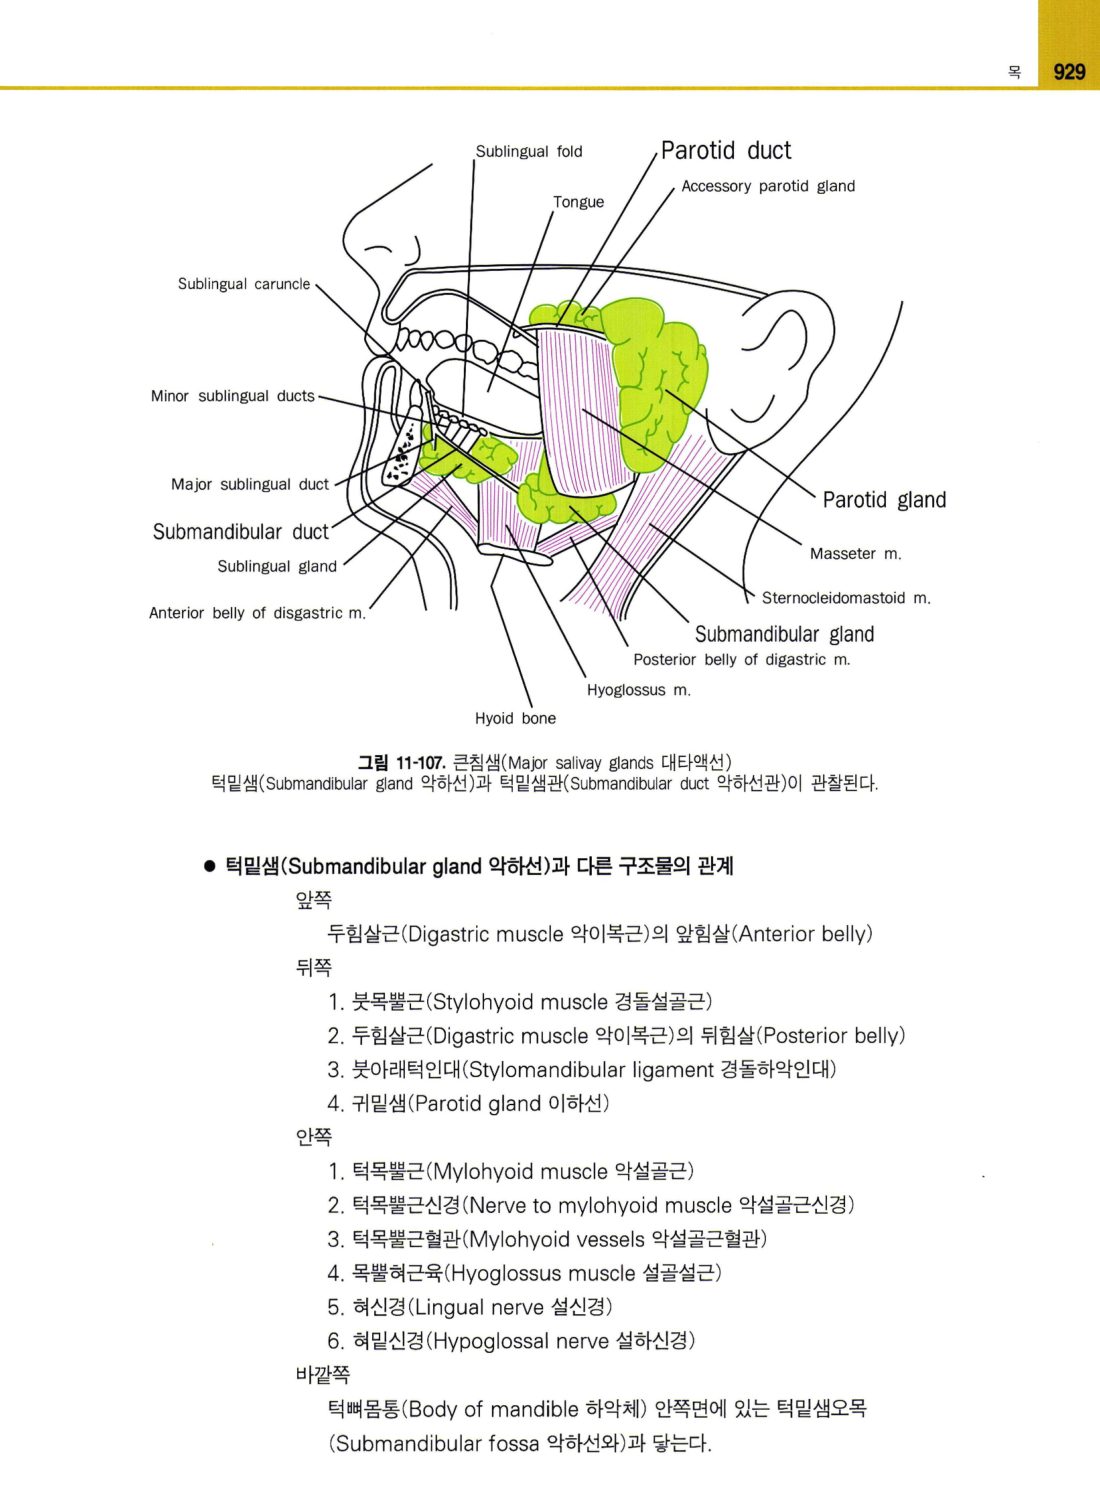 목 929
Sublingual fold
Parotid duct
Accessory parotid gland
Tongue
Sublingual caruncle
Minor sublingual ducts
Major sublingual duct
Submandibular duct
Sublingual gland
Anterior belly of disgastric m.
Parotid gland
Masseter m.
Sternocleidomastoid m.
Submandibular gland
Posterior belly of digastric m.
Hyoglossus m.
Hyoid bone
그림 11-107. 큰침샘(Major salivay glands 대타액선)
턱밑샘(Submandibular gland 악하선)과 턱밑샘관(Submandibular duct 악하선관)이 관찰된다.
● 턱밑샘(Submandibular gland 악하선)과 다른 구조물의 관계
앞쪽
두힘살근(Digastric muscle 악이복근)의 앞힘살(Anterior belly)
뒤쪽
1. 붓목뿔근(Stylohyoid muscle 경돌설골근)
2. 두힘살근(Digastric muscle 악이복근)의 뒤힘살(Posterior belly)
3. 붓아래턱인대(Stylomandibular ligament 경돌하악인대)
4. 귀밑샘(Parotid gland 이하선)
안쪽
1. 턱목뿔근(Mylohyoid muscle 악설골근)
2. 턱목뿔근신경(Nerve to mylohyoid muscle 악설골근신경)
3. 턱목뿔근혈관(Mylohyoid vessels 악설골근혈관)
4. 목뿔혀근육(Hyoglossus muscle 설골설근)
5. 혀신경(Lingual nerve 설신경)
6. 혀밑신경(Hypoglossal nerve 설하신경)
바깥쪽
턱뼈몸통(Body of mandible 하악체) 안쪽면에 있는 턱밑샘오목
(Submandibular fossa 악하선와)과 닿는다.